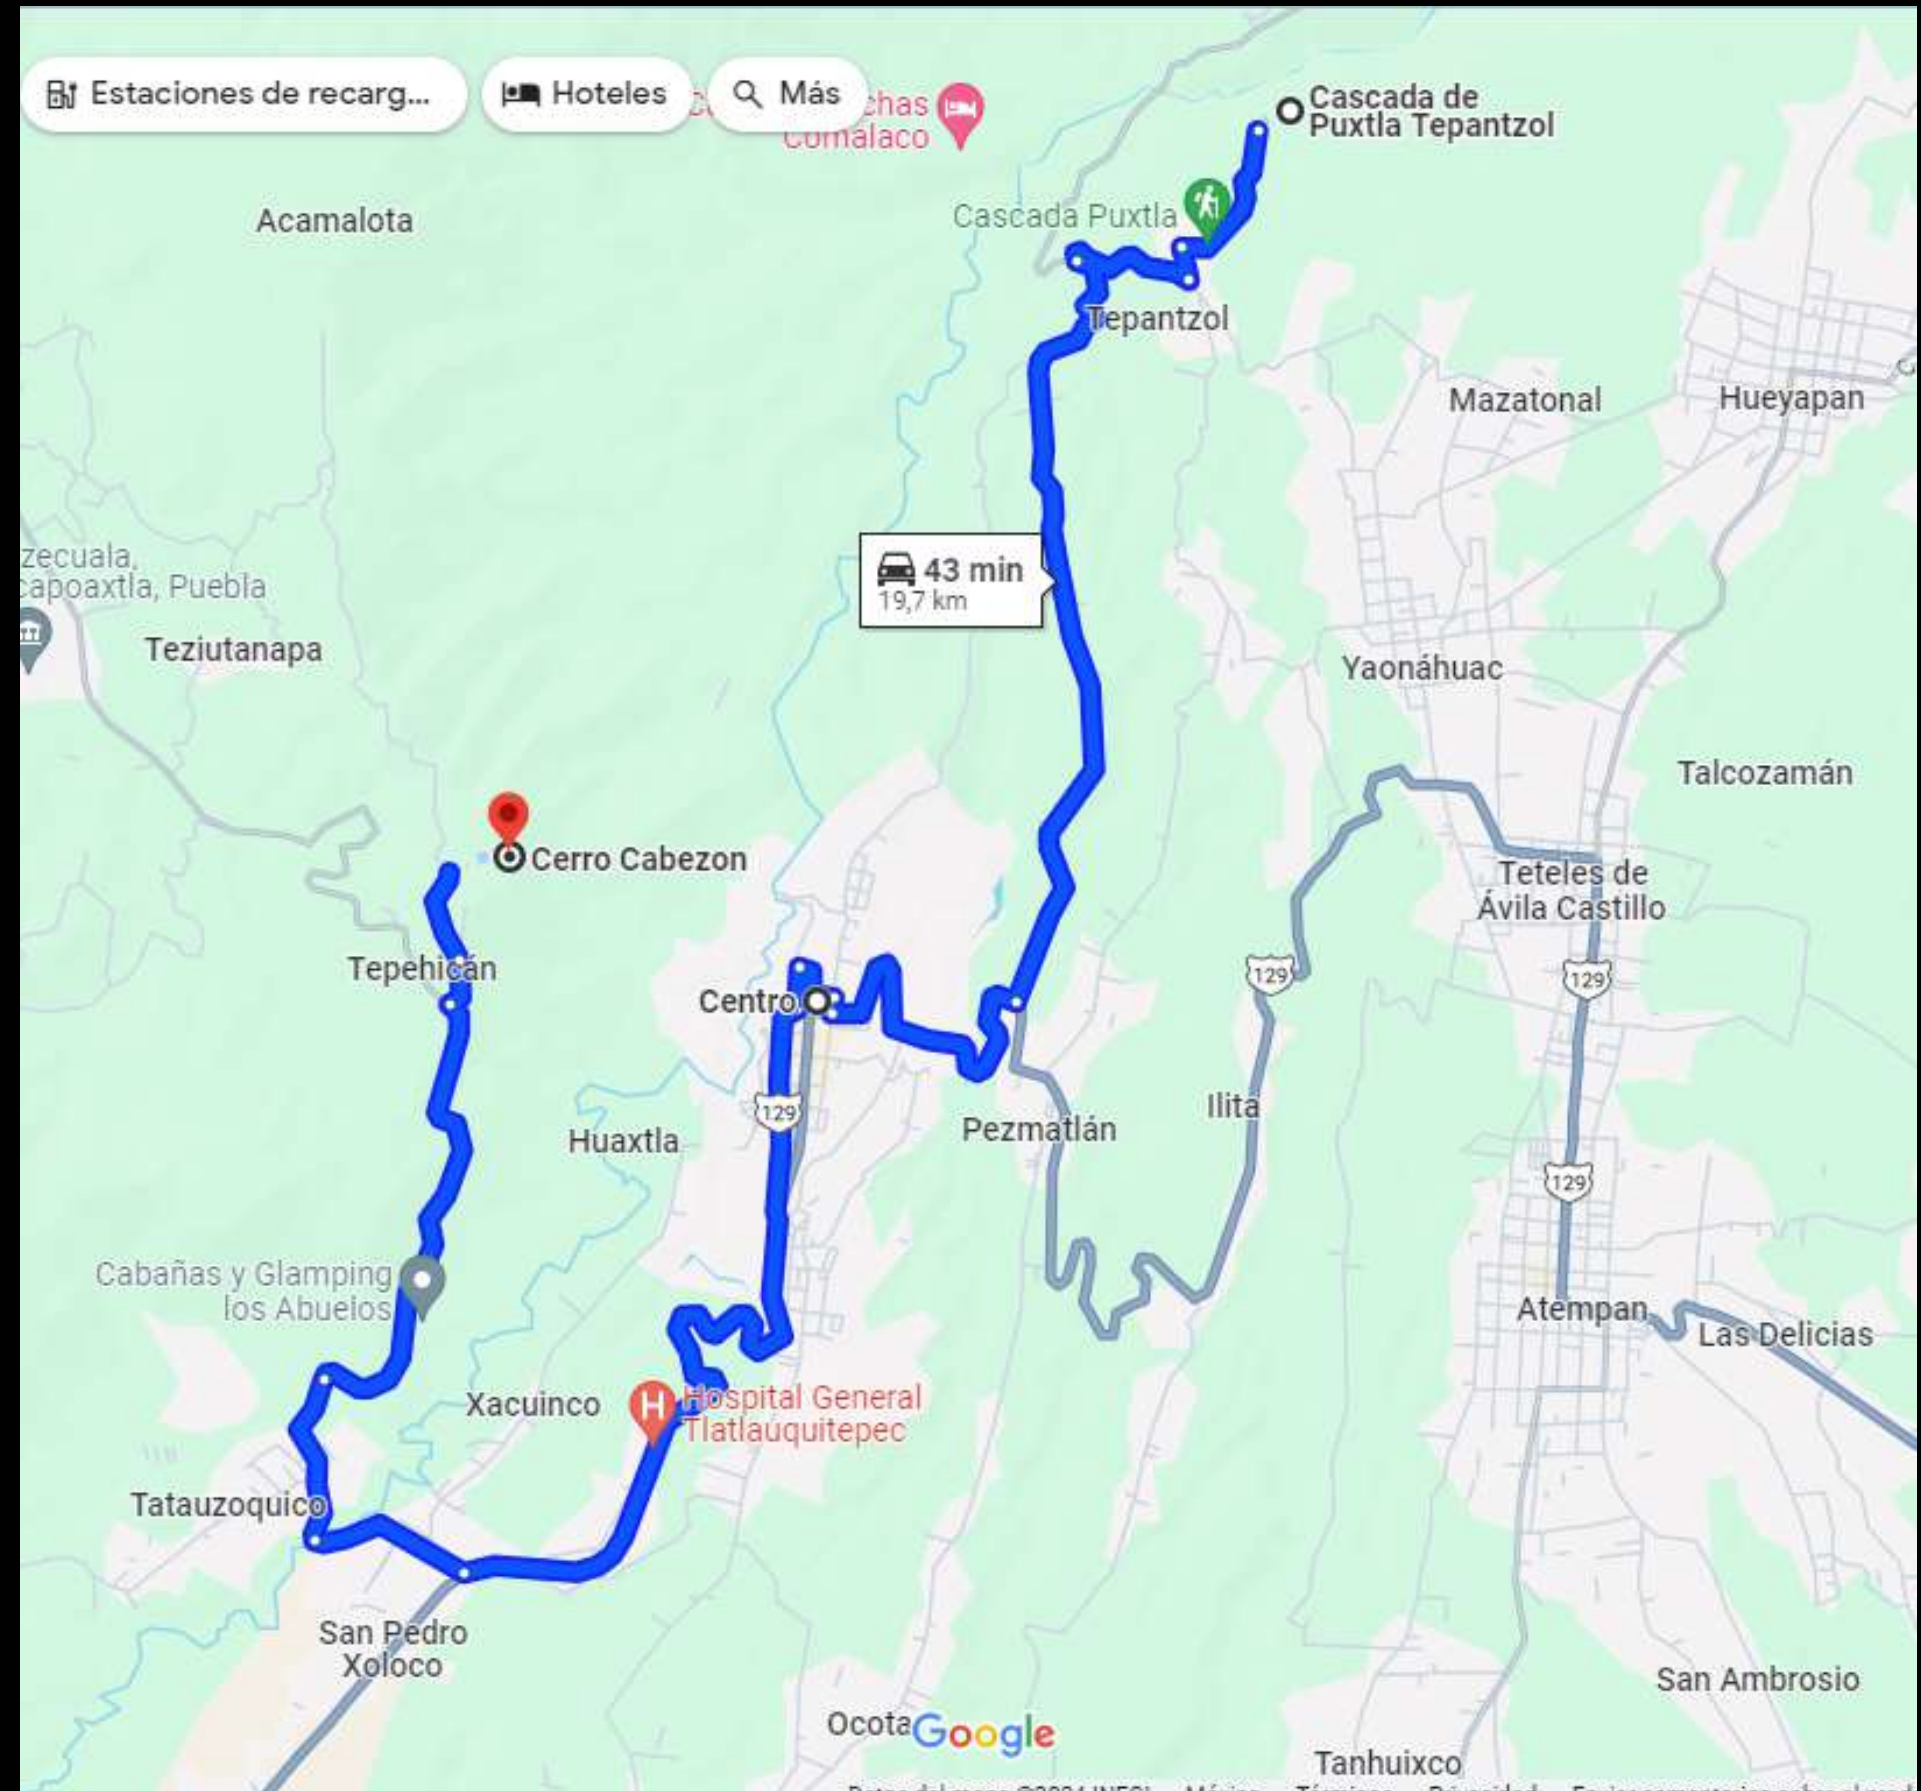 Estaciones de recarg...
Hoteles
Más
chas
Comalaco
Cascada de
Puxtla Tepantzol
Acamalota
Cascada Puxtla
Tepantzol
Mazatonal
Hueyapan
zecuala,
capoaxtla, Puebla
43 min
19,7 km
Teziutanapa
Yaonáhuac
Talcozamán
Cerro Cabezon
Teteles de
Ávila Castillo
Tepehicán
129
129
Centro
129
Ilita
Pezmatlán
Huaxtla
129
Cabañas y Glamping
los Abuelos
Atempan
Las Delicias
Xacuinco
H
Hospital General
Tlatlauquitepec
Tatauzoquico
San Pedro
Xoloco
San Ambrosio
Ocota
Google
Tanhuixco